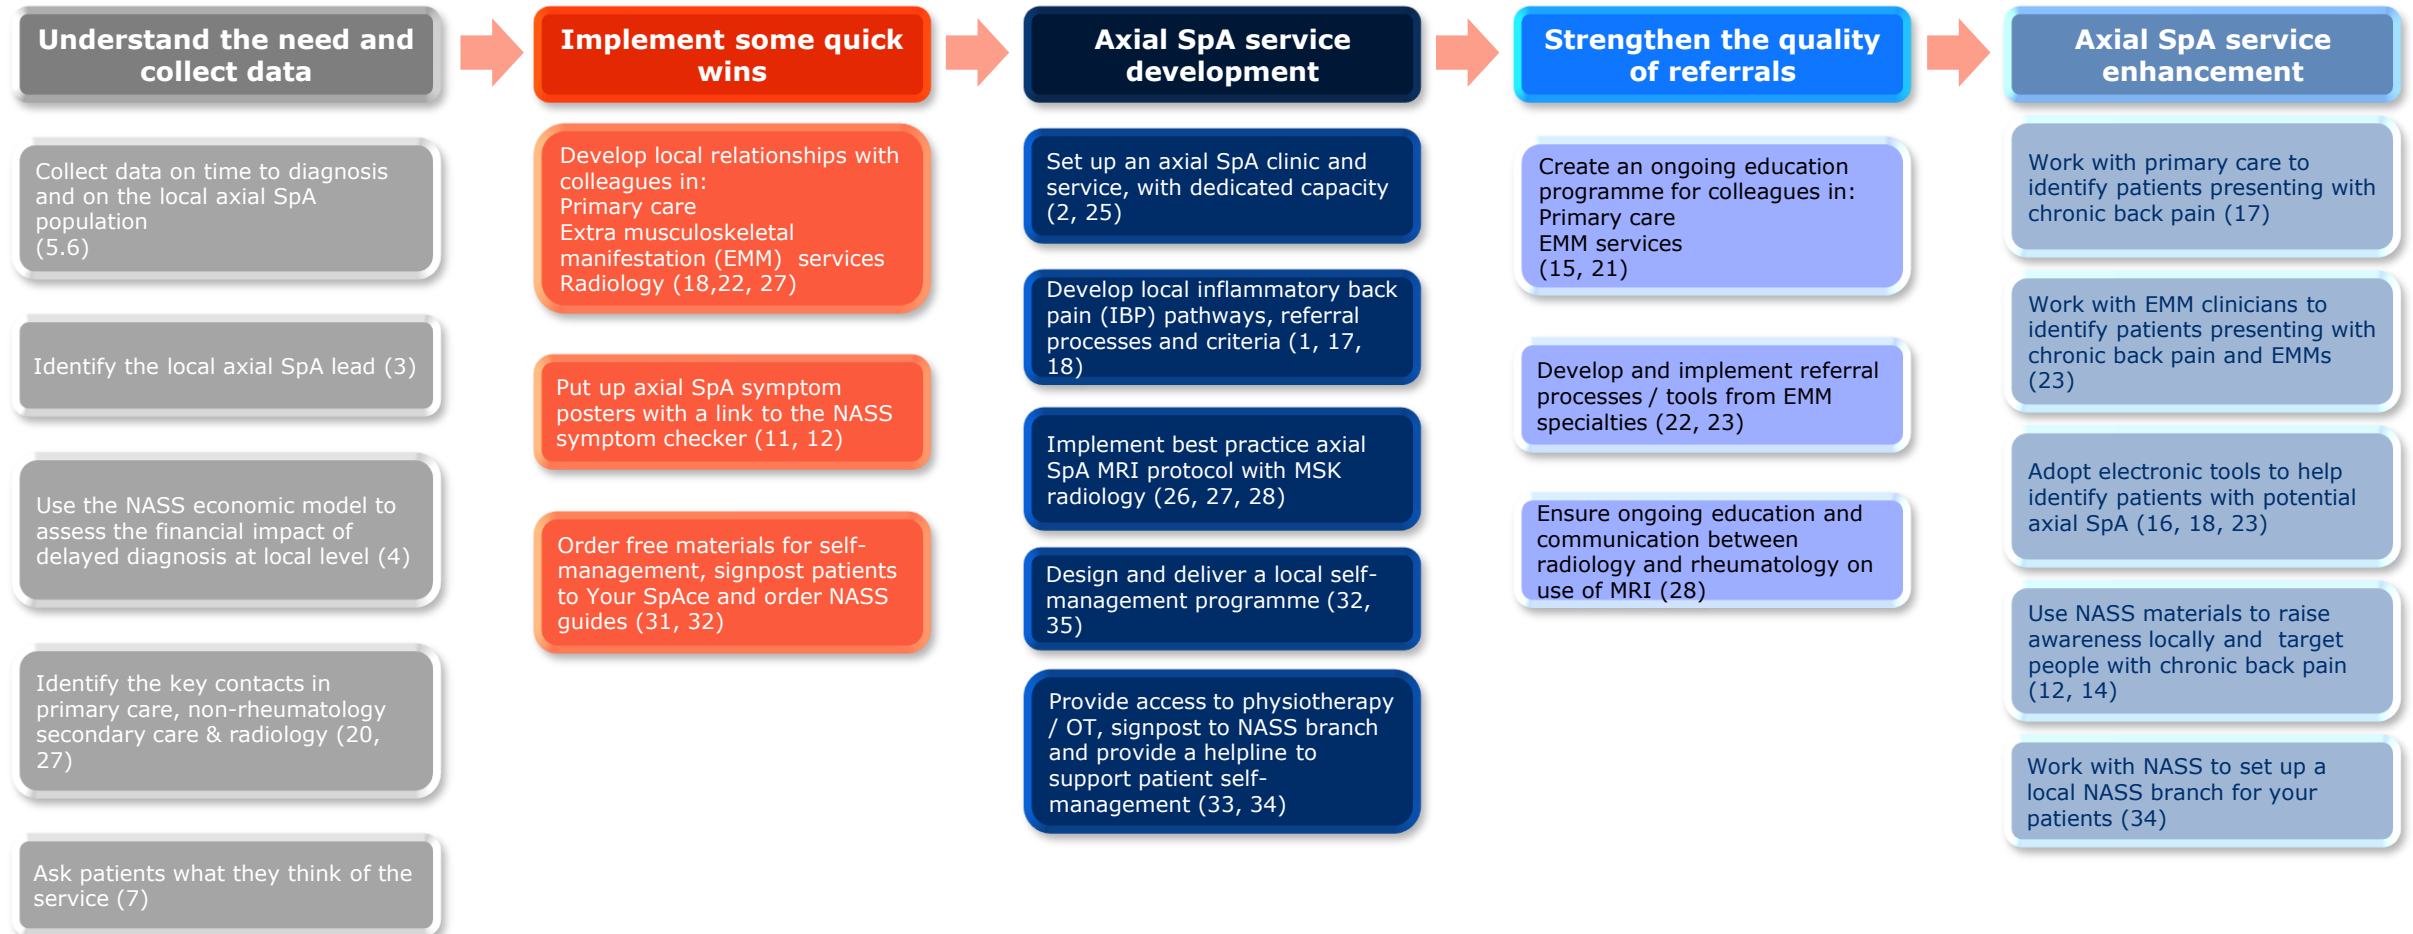 Understand the need and
collect data
Collect data on time to diagnosis
and on the local axial SpA
population
(5.6)
Identify the local axial SpA lead (3)
Use the NASS economic model to
assess the financial impact of
delayed diagnosis at local level (4)
Identify the key contacts in
primary care, non-rheumatology
secondary care & radiology (20,
27)
Ask patients what they think of the
service (7)
Implement some quick
wins
Develop local relationships with
colleagues in:
Primary care
Extra musculoskeletal
manifestation (EMM)  services
Radiology (18,22, 27)
Put up axial SpA symptom
posters with a link to the NASS
symptom checker (11, 12)
Order free materials for self-
management, signpost patients
to Your SpAce and order NASS
guides (31, 32)
Axial SpA service
development
Set up an axial SpA clinic and
service, with dedicated capacity
(2, 25)
Develop local inflammatory back
pain (IBP) pathways, referral
processes and criteria (1, 17,
18)
Implement best practice axial
SpA MRI protocol with MSK
radiology (26, 27, 28)
Design and deliver a local self-
management programme (32,
35)
Provide access to physiotherapy
/ OT, signpost to NASS branch
and provide a helpline to
support patient self-
management (33, 34)
Strengthen the quality
of referrals
Create an ongoing education
programme for colleagues in:
Primary care
EMM services
(15, 21)
Develop and implement referral
processes / tools from EMM
specialties (22, 23)
Ensure ongoing education and
communication between
radiology and rheumatology on
use of MRI (28)
Axial SpA service
enhancement
Work with primary care to
identify patients presenting with
chronic back pain (17)
Work with EMM clinicians to
identify patients presenting with
chronic back pain and EMMs
(23)
Adopt electronic tools to help
identify patients with potential
axial SpA (16, 18, 23)
Use NASS materials to raise
awareness locally and  target
people with chronic back pain
(12, 14)
Work with NASS to set up a
local NASS branch for your
patients (34)